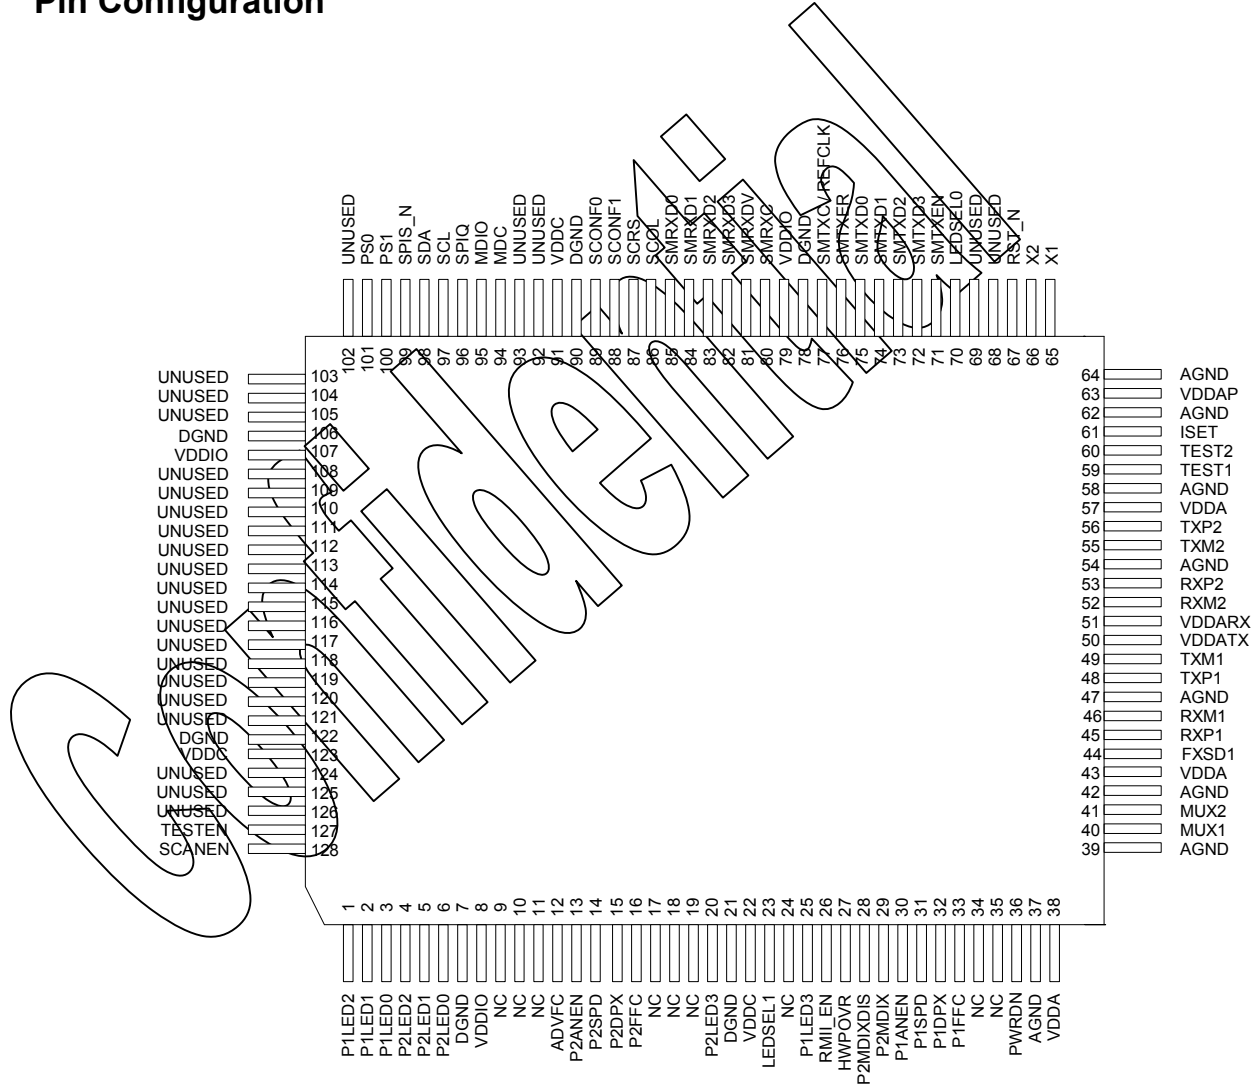 Pin Configuration
Confidential
UNUSED
PS0
PS1
SPIS_N
SDA
SCL
SPIQ
MDIO
MDC
UNUSED
UNUSED
VDDC
DGND
SCONF0
SCONF1
SCRS
SCOL
SMRXD0
SMRXD1
SMRXD2
SMRXD3
SMRXDV
SMRXC
VDDIO
DGND
SMTXC/REFCLK
SMTXER
SMTXD0
SMTXD1
SMTXD2
SMTXD3
SMTXEN
LEDSEL0
UNUSED
UNUSED
RST_N
X2
X1
102
101
100
99
98
97
96
95
94
93
92
91
90
89
88
87
86
85
84
83
82
81
80
79
78
77
76
75
74
73
72
71
70
69
68
67
66
65
UNUSED 103
UNUSED 104
UNUSED 105
DGND 106
VDDIO 107
UNUSED 108
UNUSED 109
UNUSED 110
UNUSED 111
UNUSED 112
UNUSED 113
UNUSED 114
UNUSED 115
UNUSED 116
UNUSED 117
UNUSED 118
UNUSED 119
UNUSED 120
UNUSED 121
DGND 122
VDDC 123
UNUSED 124
UNUSED 125
UNUSED 126
TESTEN 127
SCANEN 128
64 AGND
63 VDDAP
62 AGND
61 ISET
60 TEST2
59 TEST1
58 AGND
57 VDDA
56 TXP2
55 TXM2
54 AGND
53 RXP2
52 RXM2
51 VDDARX
50 VDDATX
49 TXM1
48 TXP1
47 AGND
46 RXM1
45 RXP1
44 FXSD1
43 VDDA
42 AGND
41 MUX2
40 MUX1
39 AGND
1
2
3
4
5
6
7
8
9
10
11
12
13
14
15
16
17
18
19
20
21
22
23
24
25
26
27
28
29
30
31
32
33
34
35
36
37
38
P1LED2
P1LED1
P1LED0
P2LED2
P2LED1
P2LED0
DGND
VDDIO
NC
NC
NC
ADVFC
P2ANEN
P2SPD
P2DPX
P2FFC
NC
NC
NC
P2LED3
DGND
VDDC
LEDSEL1
NC
P1LED3
RMII_EN
HWPOVR
P2MDIXDIS
P2MDIX
P1ANEN
P1SPD
P1DPX
P1FFC
NC
NC
PWRDN
AGND
VDDA